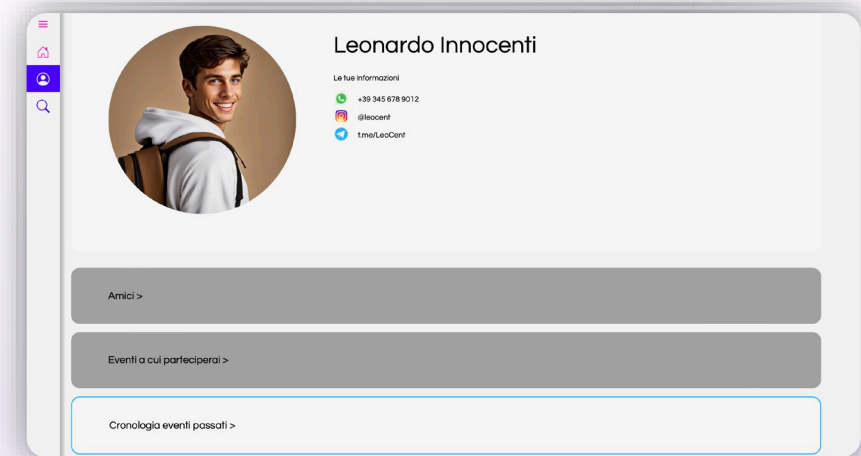 Leonardo Innocenti
Le tue informazioni
+39 345 678 9012
@leocent
t.me/LeoCent
Amici >
Eventi a cui parteciperai >
Cronologia eventi passati >